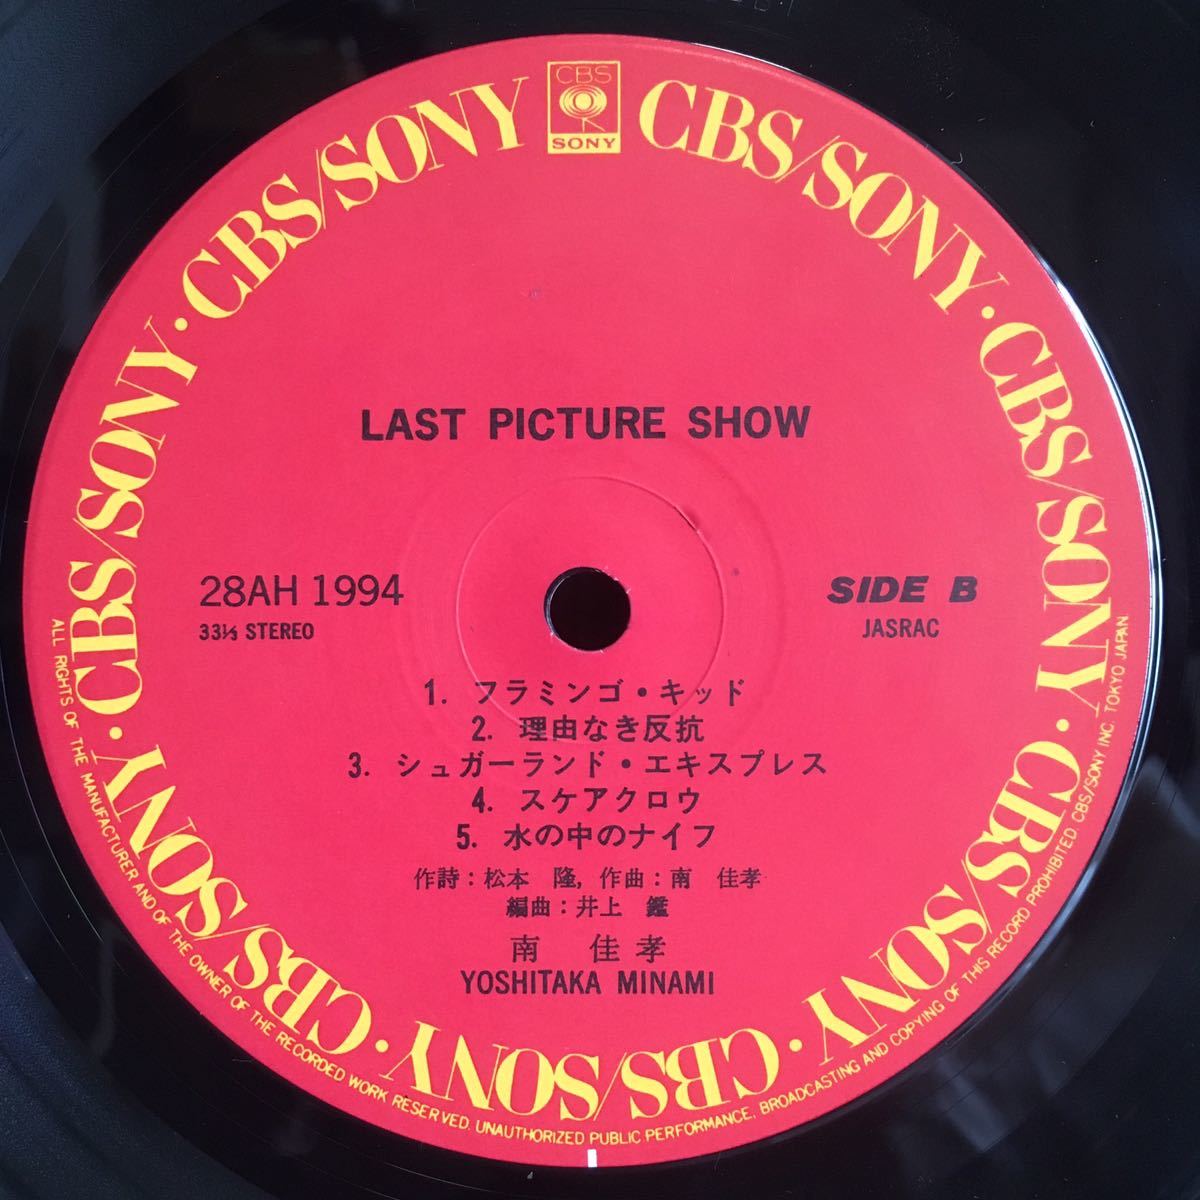 CBS
SONY
CBS/SONY · CBS/SONY · CBS/SONY · CBS/SONY · CBS/SONY · CBS/SONY · CBS/SONY · CBS/SONY · CBS/SONY
LAST PICTURE SHOW
28AH 1994
33⅓ STEREO
SIDE B
JASRAC
1. フラミンゴ・キッド
2. 理由なき反抗
3. シュガーランド・エキスプレス
4. スケアクロウ
5. 水の中のナイフ
作詩：松本 隆, 作曲：南 佳孝
編曲：井上 鑑
南 佳孝
YOSHITAKA MINAMI
ALL RIGHTS OF THE MANUFACTURER AND OF THE OWNER OF THE RECORDED WORK RESERVED. UNAUTHORIZED PUBLIC PERFORMANCE, BROADCASTING AND COPYING OF THIS RECORD PROHIBITED CBS/SONY INC. TOKYO JAPAN